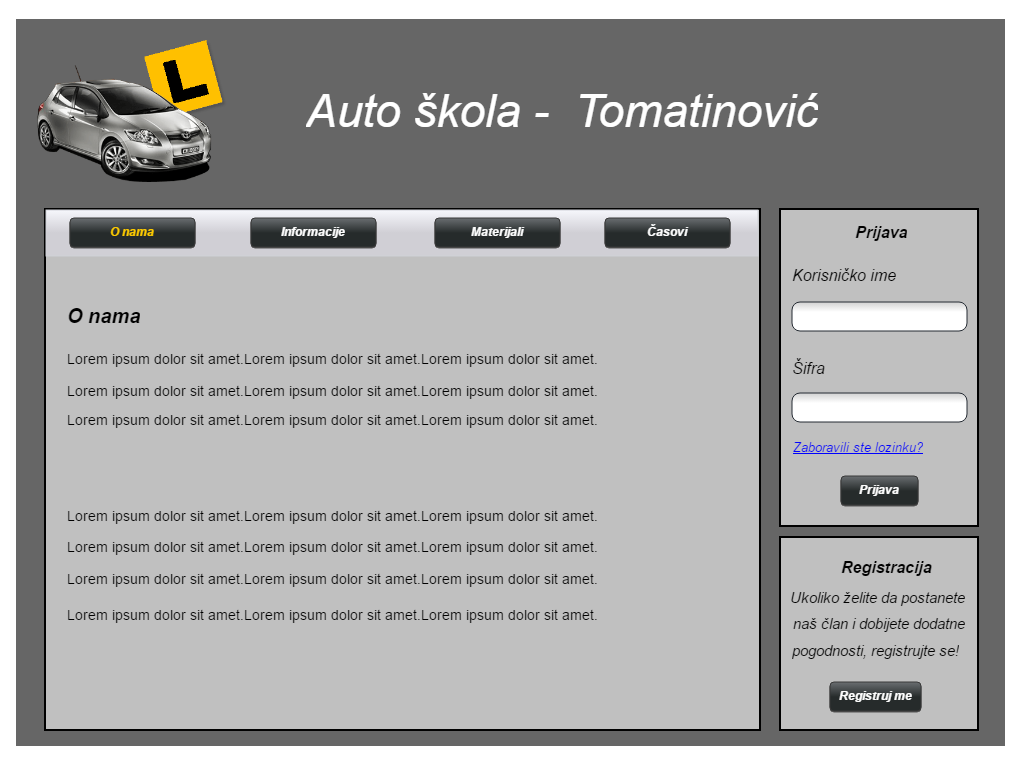 L
Auto škola - Tomatinović
O nama
Informacije
Materijali
Časovi
O nama
Lorem ipsum dolor sit amet.Lorem ipsum dolor sit amet.Lorem ipsum dolor sit amet.
Lorem ipsum dolor sit amet.Lorem ipsum dolor sit amet.Lorem ipsum dolor sit amet.
Lorem ipsum dolor sit amet.Lorem ipsum dolor sit amet.Lorem ipsum dolor sit amet.
Lorem ipsum dolor sit amet.Lorem ipsum dolor sit amet.Lorem ipsum dolor sit amet.
Lorem ipsum dolor sit amet.Lorem ipsum dolor sit amet.Lorem ipsum dolor sit amet.
Lorem ipsum dolor sit amet.Lorem ipsum dolor sit amet.Lorem ipsum dolor sit amet.
Lorem ipsum dolor sit amet.Lorem ipsum dolor sit amet.Lorem ipsum dolor sit amet.
Prijava
Korisničko ime
Šifra
Zaboravili ste lozinku?
Prijava
Registracija
Ukoliko želite da postanete
naš član i dobijete dodatne
pogodnosti, registrujte se!
Registruj me